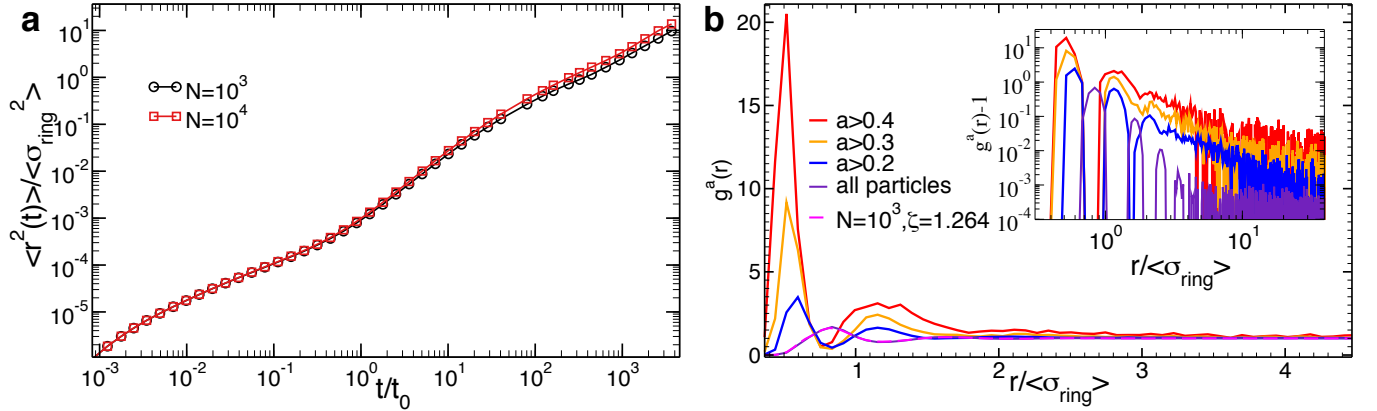 a
<r²(t)>/<σ_ring²>
10¹
10⁰
10⁻¹
10⁻²
10⁻³
10⁻⁴
10⁻⁵
N=10³
N=10⁴
10⁻³ 10⁻² 10⁻¹ 10⁰ 10¹ 10² 10³
t/t₀
b
gᵃ(r)
20
15
10
5
0
a>0.4
a>0.3
a>0.2
all particles
N=10³,ζ=1.264
1 2 3 4
r/<σ_ring>
gᵃ(r)-1
10¹
10⁰
10⁻¹
10⁻²
10⁻³
10⁻⁴
10⁰ 10¹
r/<σ_ring>